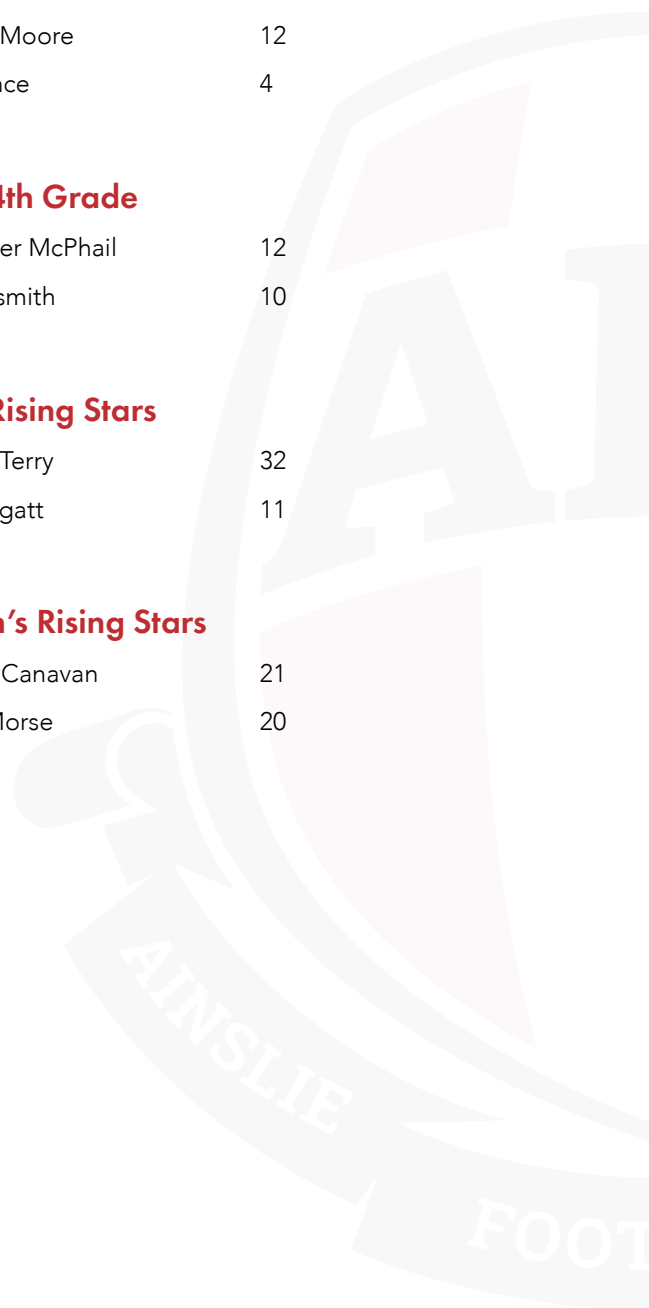 Moore 12
nce 4
4th Grade
er McPhail 12
smith 10
Rising Stars
Terry 32
gatt 11
n's Rising Stars
Canavan 21
Morse 20
AINSLIE
FOOT